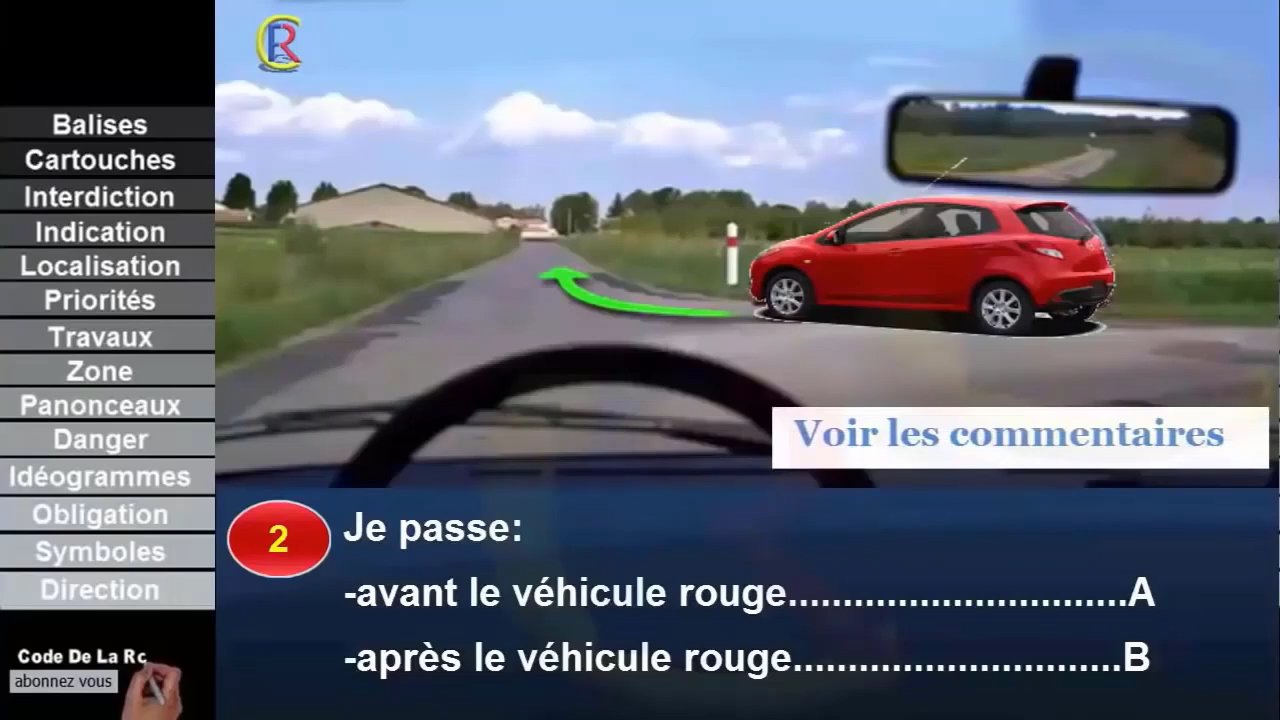 CER
Balises
Cartouches
Interdiction
Indication
Localisation
Priorités
Travaux
Zone
Panonceaux
Danger
Idéogrammes
Obligation
Symboles
Direction
Code De La Rc
abonnez vous
Voir les commentaires
2
Je passe:
-avant le véhicule rouge...............................A
-après le véhicule rouge..............................B